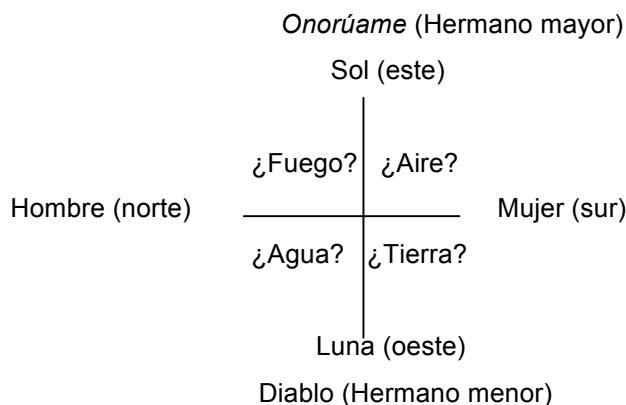 Onorúame (Hermano mayor)
Sol (este)
¿Fuego? ¿Aire?
Hombre (norte) Mujer (sur)
¿Agua? ¿Tierra?
Luna (oeste)
Diablo (Hermano menor)